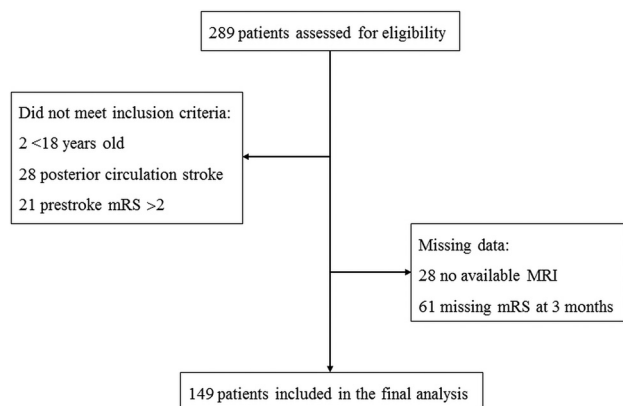 289 patients assessed for eligibility
Did not meet inclusion criteria:
2 <18 years old
28 posterior circulation stroke
21 prestroke mRS >2
Missing data:
28 no available MRI
61 missing mRS at 3 months
149 patients included in the final analysis